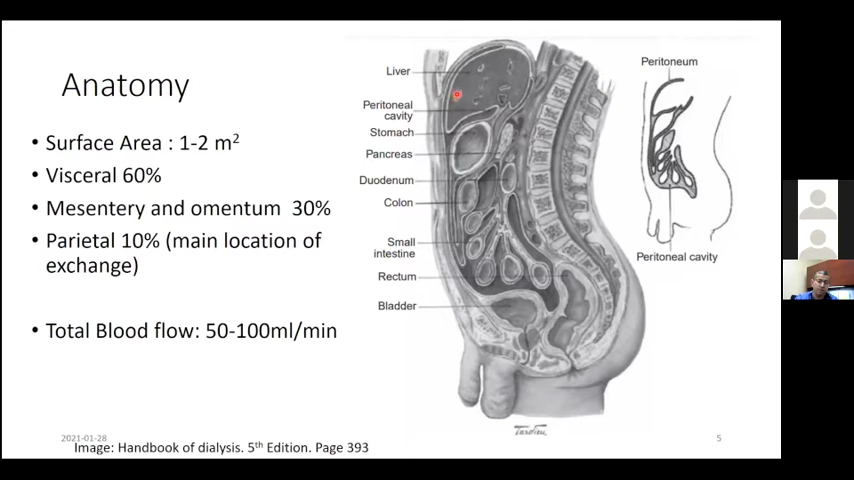 Anatomy
• Surface Area : 1-2 m²
• Visceral 60%
• Mesentery and omentum 30%
• Parietal 10% (main location of
exchange)
• Total Blood flow: 50-100ml/min
Liver
Peritoneal
cavity
Stomach
Pancreas
Duodenum
Colon
Small
intestine
Rectum
Bladder
Peritoneum
Peritoneal cavity
2021-01-28
Image: Handbook of dialysis. 5th Edition. Page 393
5